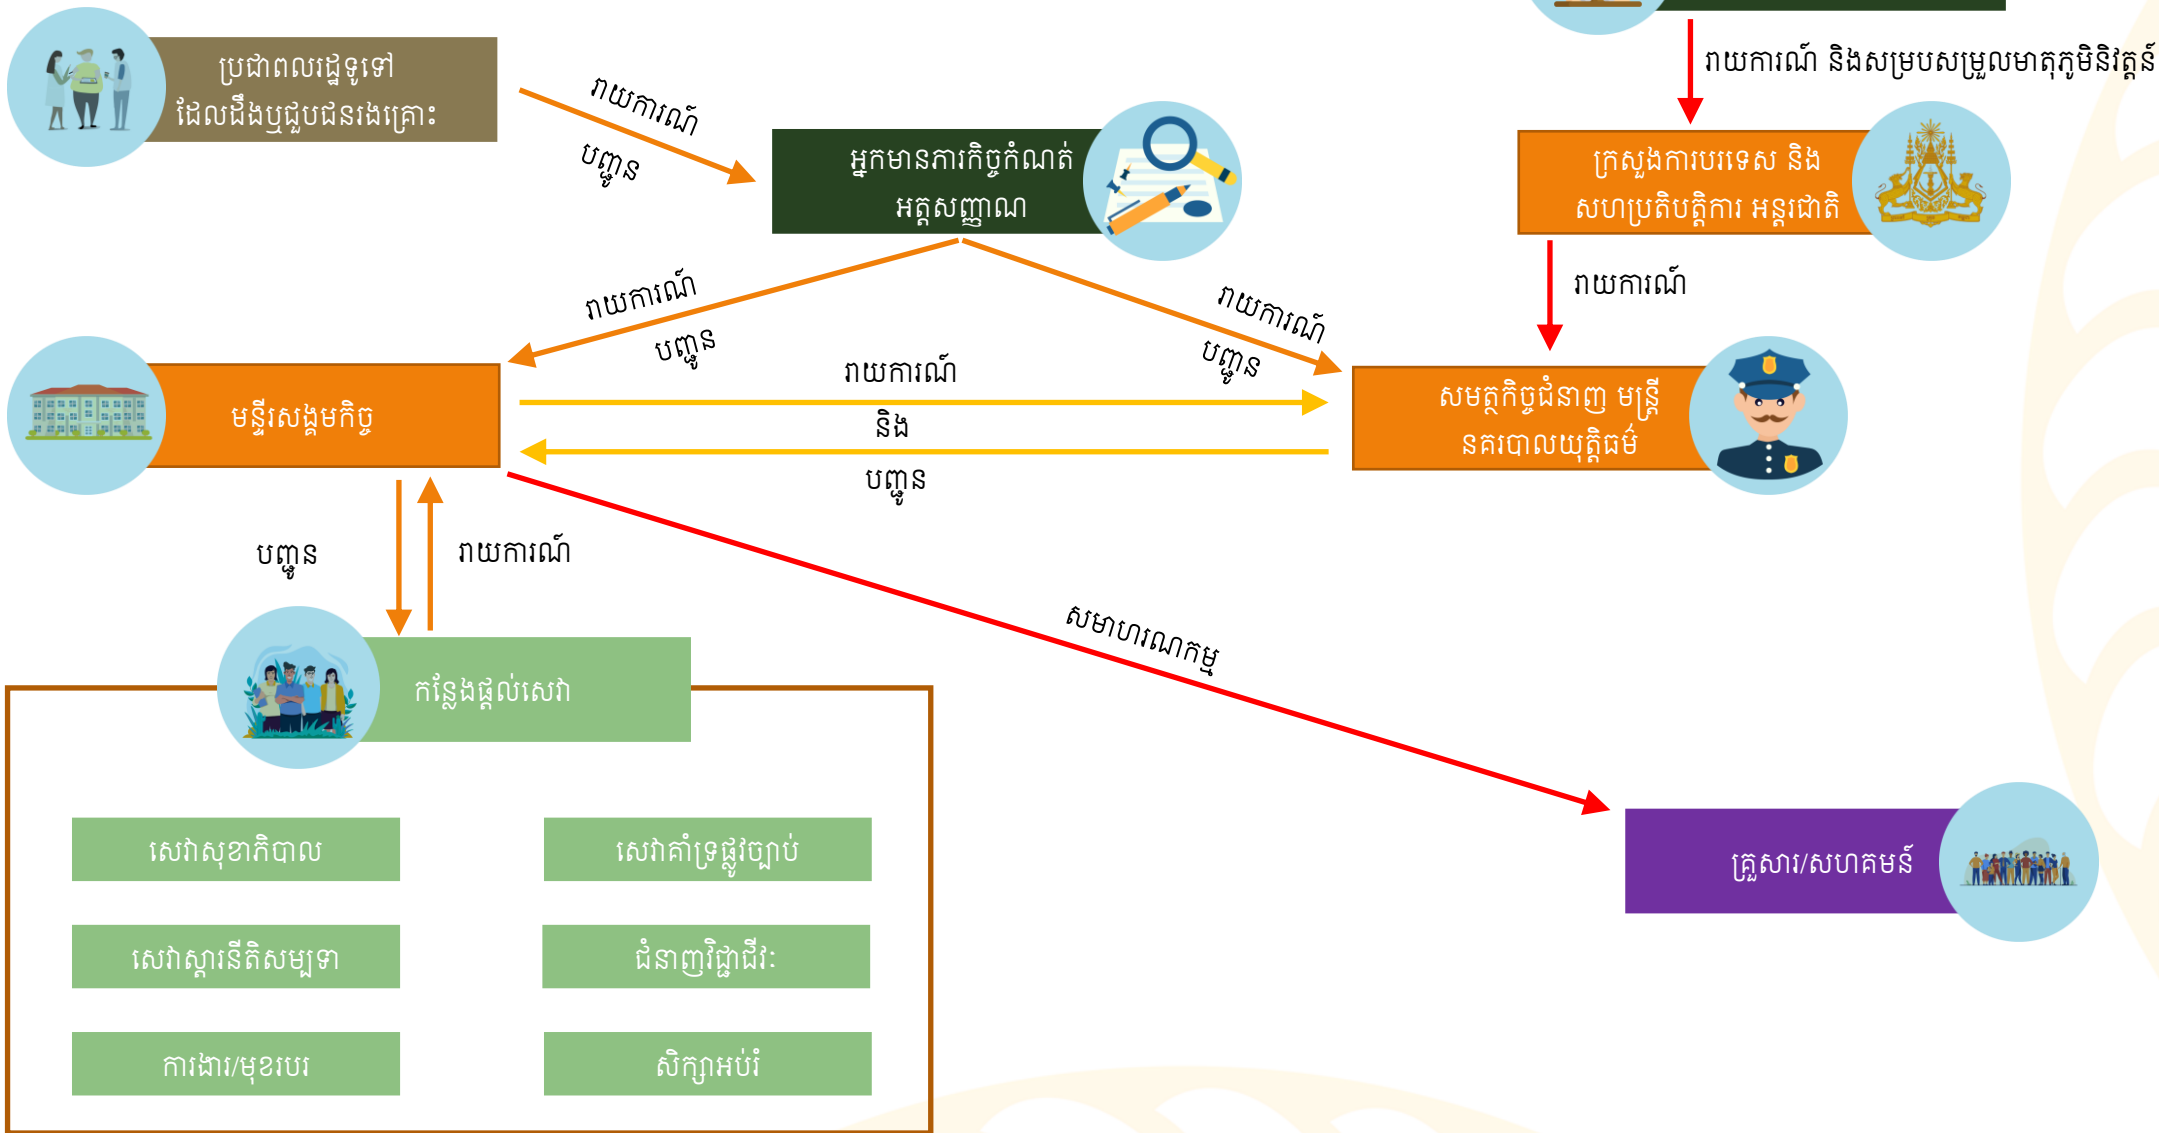 រាយការណ៍ និងសម្របសម្រួលមាតុភូមិនិវត្តន៍
ប្រជាពលរដ្ឋទូទៅ
ដែលដឹងឬជួបជនរងគ្រោះ
រាយការណ៍
បញ្ជូន
អ្នកមានភារកិច្ចកំណត់
អត្តសញ្ញាណ
ក្រសួងការបរទេស និង
សហប្រតិបត្តិការ អន្តរជាតិ
រាយការណ៍
បញ្ជូន
រាយការណ៍
បញ្ជូន
រាយការណ៍
មន្ទីរសង្គមកិច្ច
រាយការណ៍
និង
បញ្ជូន
សមត្ថកិច្ចជំនាញ មន្ត្រី
នគរបាលយុត្តិធម៌
បញ្ជូន
រាយការណ៍
សមាហរណកម្ម
កន្លែងផ្តល់សេវា
សេវាសុខាភិបាល
សេវាគាំទ្រផ្លូវច្បាប់
សេវាស្តារនីតិសម្បទា
ជំនាញវិជ្ជាជីវៈ
ការងារ/មុខរបរ
សិក្សាអប់រំ
គ្រួសារ/សហគមន៍